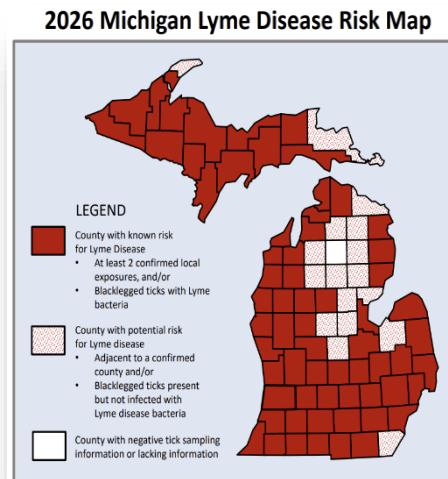 2026 Michigan Lyme Disease Risk Map
LEGEND
County with known risk
for Lyme Disease
• At least 2 confirmed local
exposures, and/or
• Blacklegged ticks with Lyme
bacteria
County with potential risk
for Lyme disease
• Adjacent to a confirmed
county and/or
• Blacklegged ticks present
but not infected with
Lyme disease bacteria
County with negative tick sampling
information or lacking information